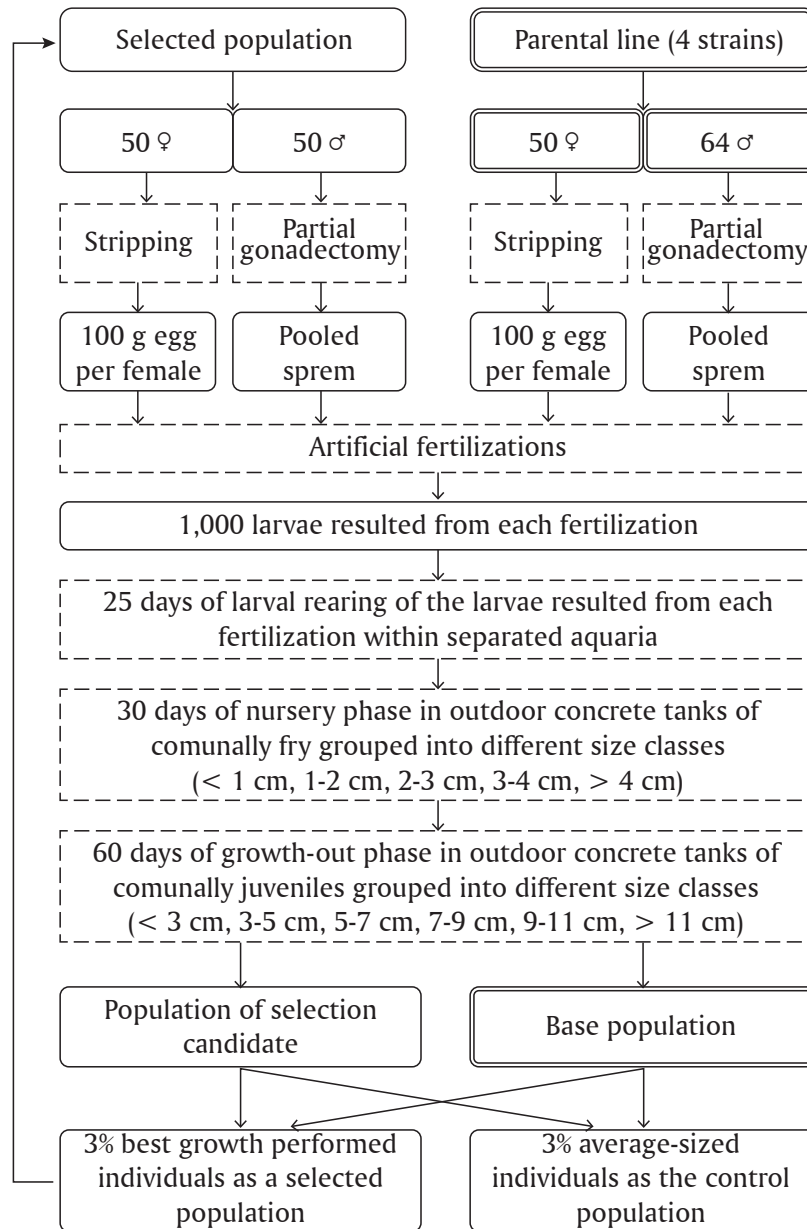 Selected population
Parental line (4 strains)
50 ♀
50 ♂
50 ♀
64 ♂
Stripping
Partial
gonadectomy
Stripping
Partial
gonadectomy
100 g egg
per female
Pooled
sprem
100 g egg
per female
Pooled
sprem
Artificial fertilizations
1,000 larvae resulted from each fertilization
25 days of larval rearing of the larvae resulted from each
fertilization within separated aquaria
30 days of nursery phase in outdoor concrete tanks of
comunally fry grouped into different size classes
(< 1 cm, 1-2 cm, 2-3 cm, 3-4 cm, > 4 cm)
60 days of growth-out phase in outdoor concrete tanks of
comunally juveniles grouped into different size classes
(< 3 cm, 3-5 cm, 5-7 cm, 7-9 cm, 9-11 cm, > 11 cm)
Population of selection
candidate
Base population
3% best growth performed
individuals as a selected
population
3% average-sized
individuals as the control
population